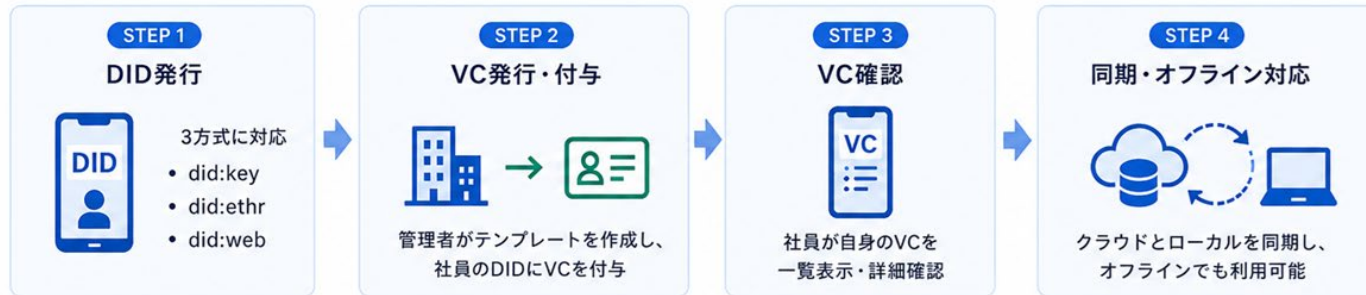 STEP 1
DID発行
DID
3方式に対応
• did:key
• did:ethr
• did:web
STEP 2
VC発行・付与
管理者がテンプレートを作成し、
社員のDIDにVCを付与
STEP 3
VC確認
VC
社員が自身のVCを
一覧表示・詳細確認
STEP 4
同期・オフライン対応
クラウドとローカルを同期し、
オフラインでも利用可能